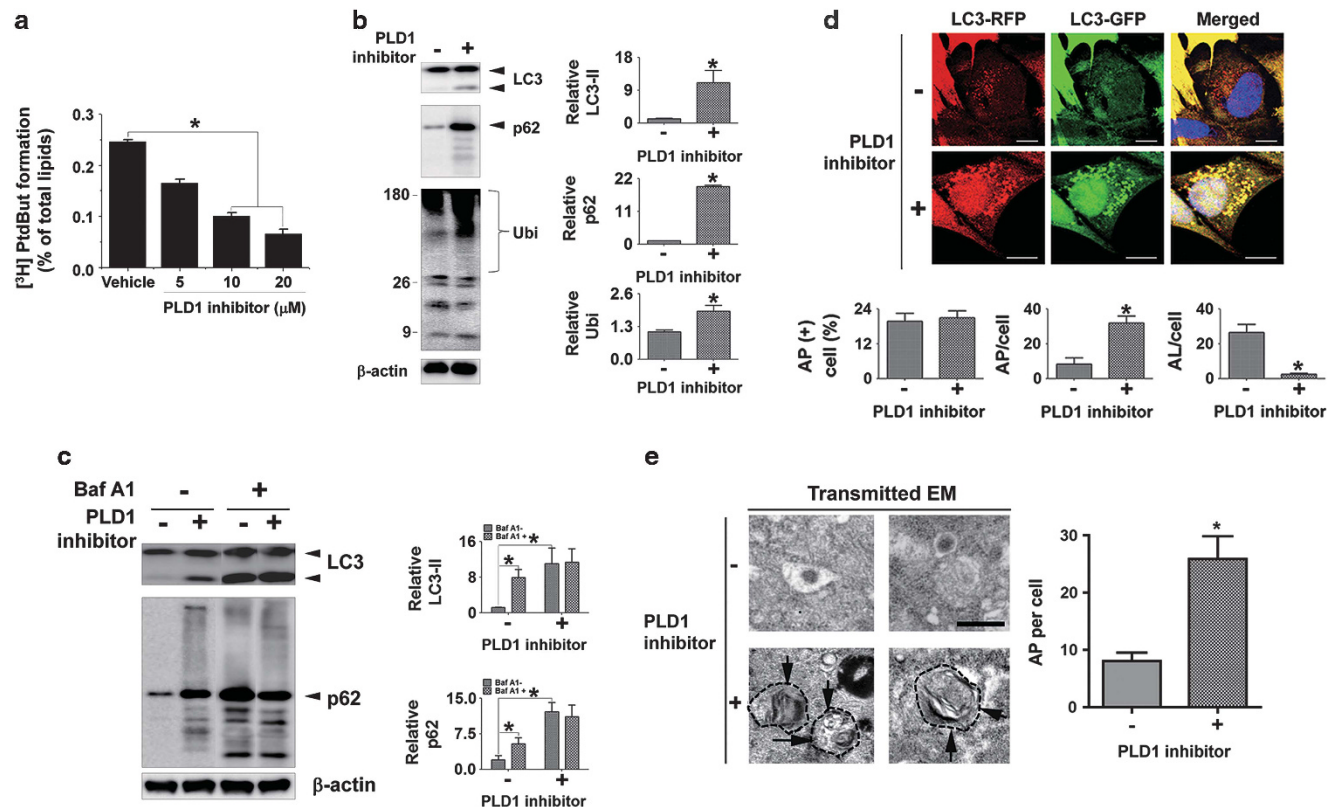 a
[³H] PtdBut formation
(% of total lipids)
0.3
0.2
0.1
0.0
*
Vehicle 5 10 20
PLD1 inhibitor (μM)
b
PLD1
inhibitor - +
LC3
p62
180
Ubi
26
9
β-actin
Relative
LC3-II
18
9
0
*
- +
PLD1 inhibitor
Relative
p62
22
11
0
*
- +
PLD1 inhibitor
Relative
Ubi
2.6
1.3
0.0
*
- +
PLD1 inhibitor
c
Baf A1 - +
PLD1
inhibitor - + - +
LC3
p62
β-actin
Baf A1-
Baf A1 +
Relative
LC3-II
16
12
8
4
0
* *
- +
PLD1 inhibitor
Baf A1-
Baf A1 +
Relative
p62
15.0
7.5
0.0
* *
- +
PLD1 inhibitor
d
LC3-RFP LC3-GFP Merged
PLD1
inhibitor
-
+
AP (+)
cell (%)
24
16
8
0
- +
PLD1 inhibitor
AP/cell
40
20
0
*
- +
PLD1 inhibitor
AL/cell
40
20
0
*
- +
PLD1 inhibitor
e
Transmitted EM
PLD1
inhibitor
-
+
AP per cell
30
20
10
0
*
- +
PLD1 inhibitor